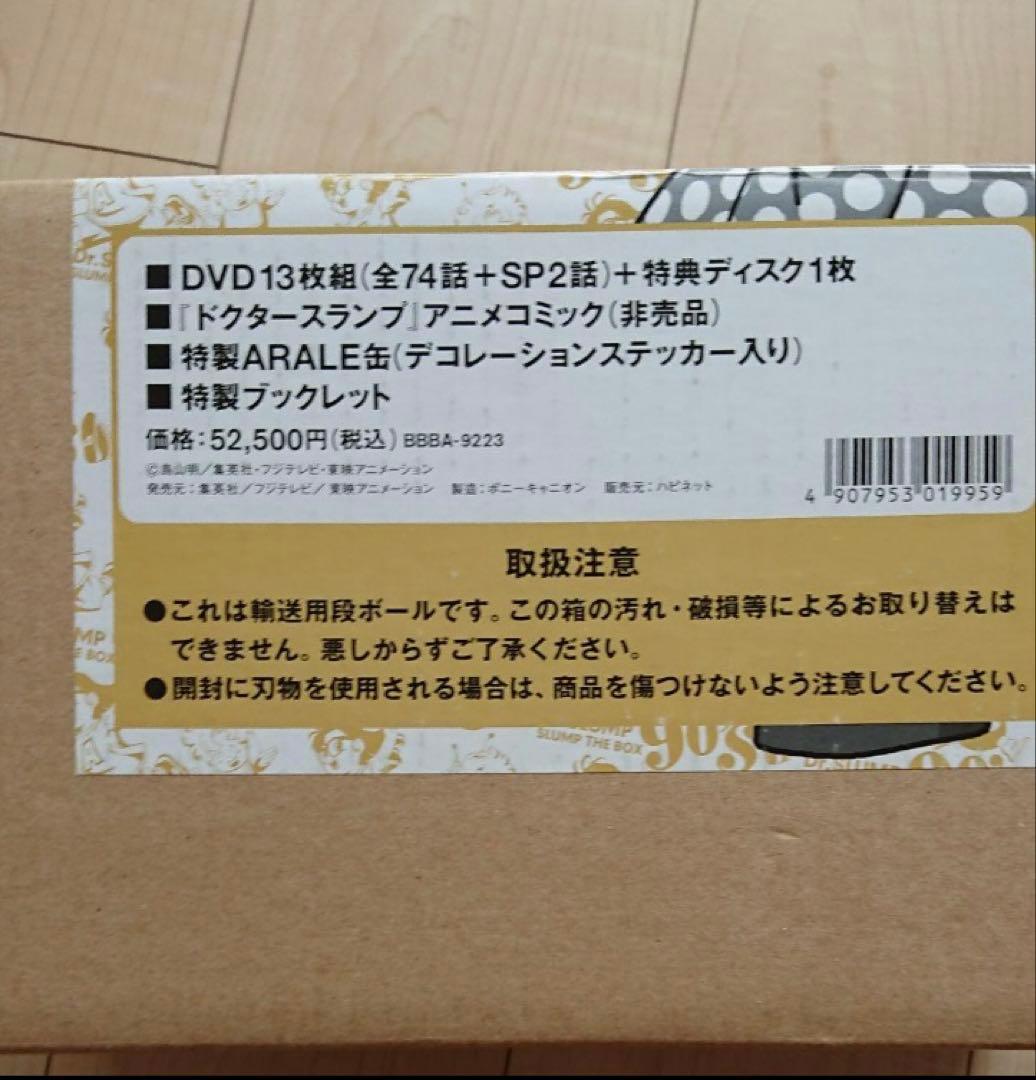 ■ DVD13枚組(全74話+SP2話)+特典ディスク1枚
■『ドクタースランプ』アニメコミック(非売品)
■ 特製ARALE缶(デコレーションステッカー入り)
■ 特製ブックレット
価格:52,500円(税込) BBBA-9223
©鳥山明/集英社・フジテレビ・東映アニメーション
発売元:集英社/フジテレビ/東映アニメーション 製造:ポニーキャニオン 販売元:ハピネット
4 907953 019959
取扱注意
●これは輸送用段ボールです。この箱の汚れ・破損等によるお取り替えは
できません。悪しからずご了承ください。
●開封に刃物を使用される場合は、商品を傷つけないよう注意してください。
SLUMP THE BOX
90's
Dr.SLUMP